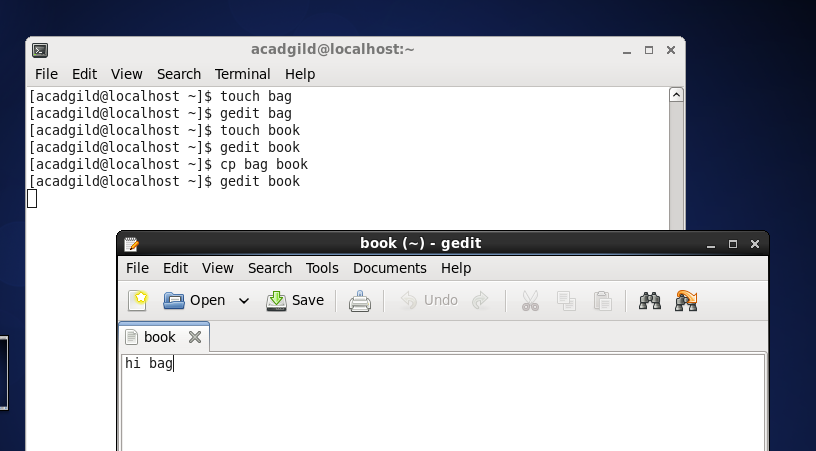 acadgild@localhost:~
File Edit View Search Terminal Help
[acadgild@localhost ~]$ touch bag
[acadgild@localhost ~]$ gedit bag
[acadgild@localhost ~]$ touch book
[acadgild@localhost ~]$ gedit book
[acadgild@localhost ~]$ cp bag book
[acadgild@localhost ~]$ gedit book
book (~) - gedit
File Edit View Search Tools Documents Help
Open Save Undo
book
hi bag